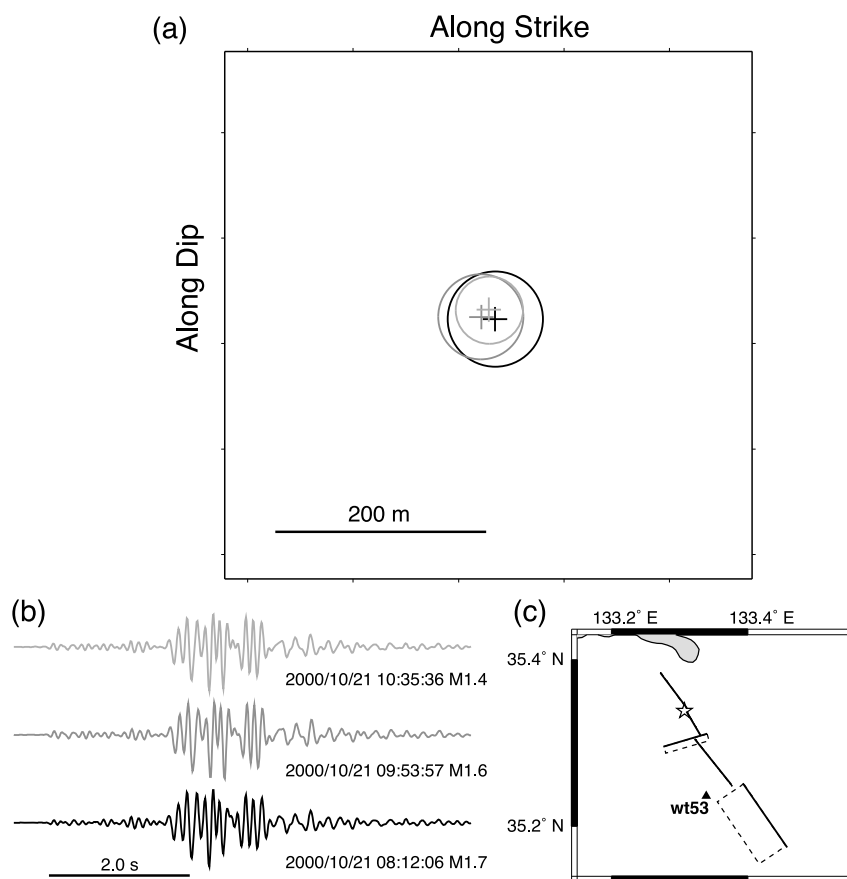 (a)
Along Strike
Along Dip
200 m
(b)
2000/10/21 10:35:36 M1.4
2000/10/21 09:53:57 M1.6
2000/10/21 08:12:06 M1.7
2.0 s
(c)
133.2° E 133.4° E
35.4° N
wt53
35.2° N